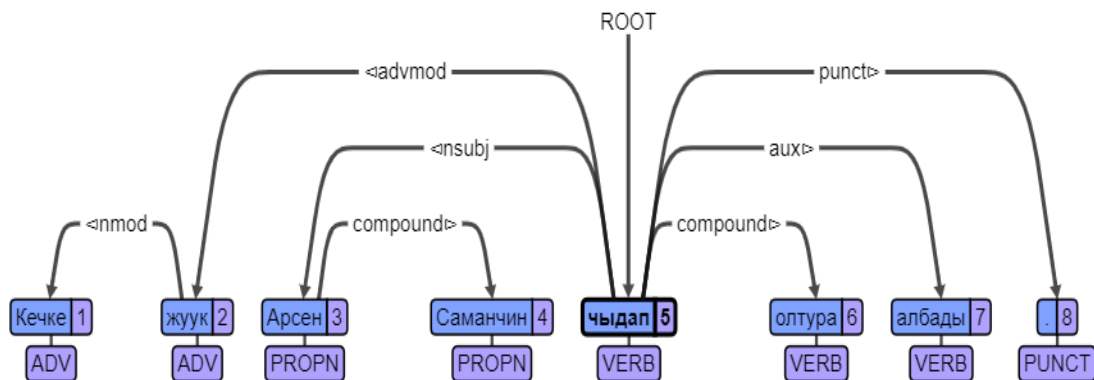 ROOT
◅advmod punct▻
◅nsubj aux▻
◅nmod compound▻ compound▻
Кечке 1 жуук 2 Арсен 3 Саманчин 4 чыдап 5 олтура 6 албады 7 . 8
ADV ADV PROPN PROPN VERB VERB VERB PUNCT